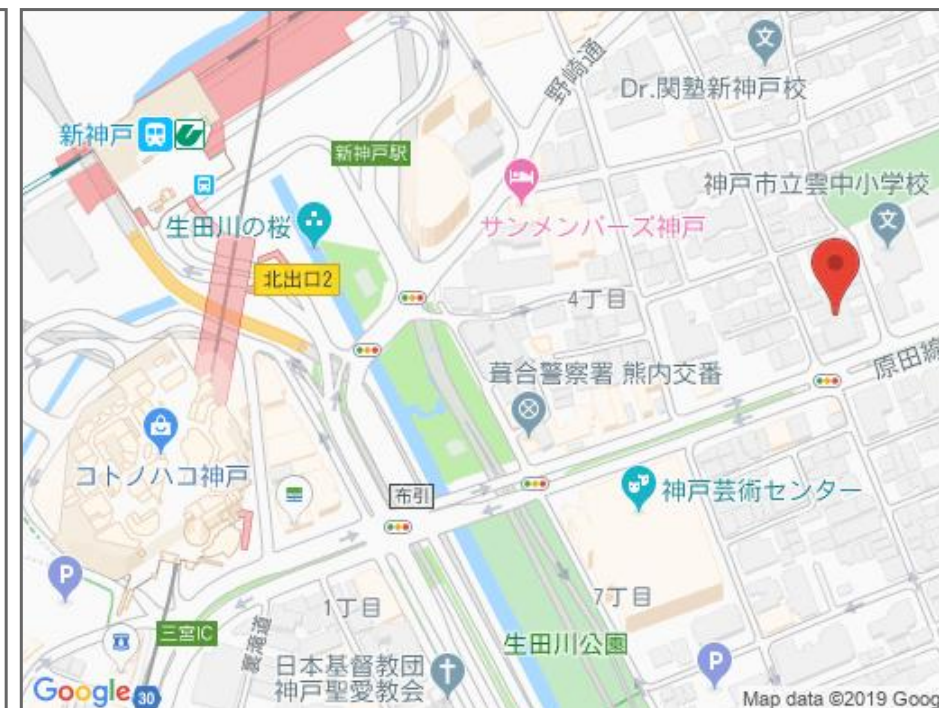 野崎通
Dr.関塾新神戸校
新神戸
新神戸駅
神戸市立雲中小学校
生田川の桜
サンメンバーズ神戸
北出口2
4丁目
葺合警察署 熊内交番
原田線
コトノハコ神戸
布引
神戸芸術センター
P
1丁目
7丁目
三宮IC
裏滝道
生田川公園
日本基督教団
神戸聖愛教会
P
Google
30
Map data ©2019 Goog